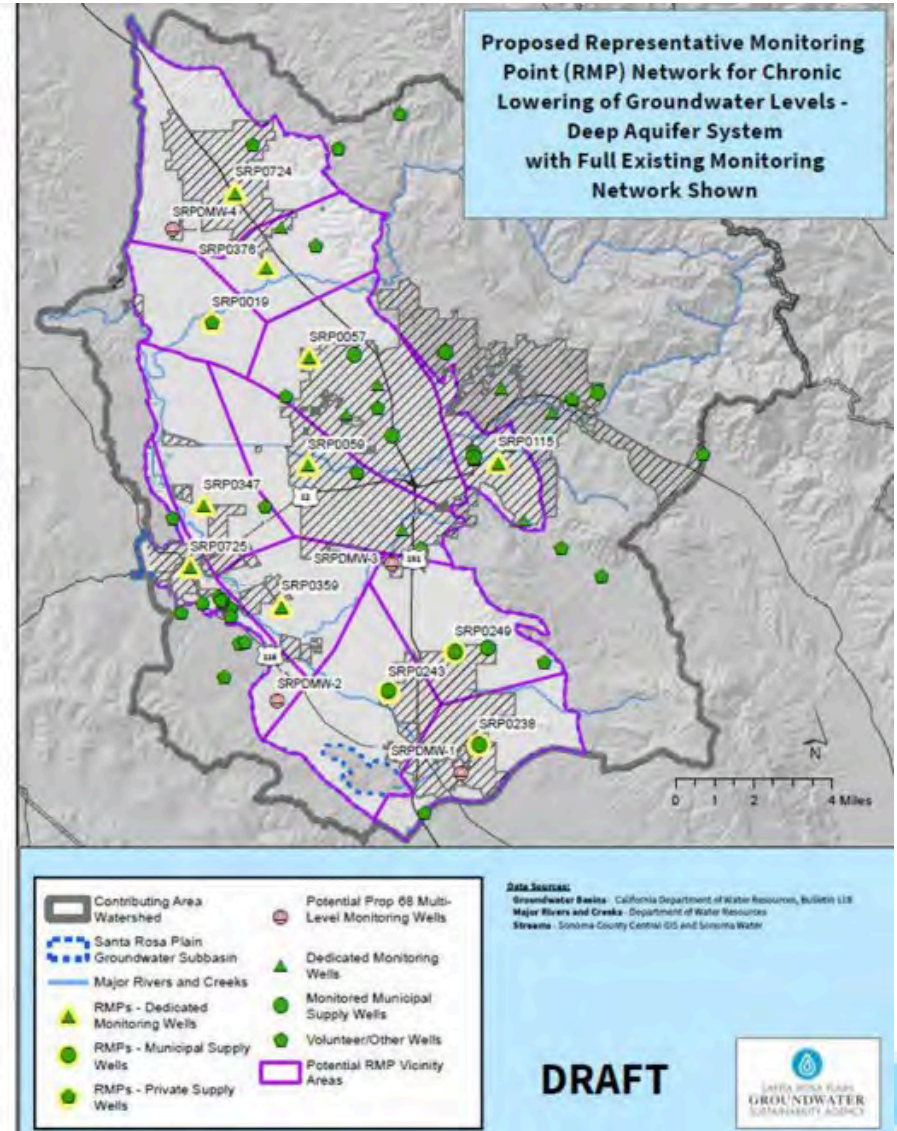 Proposed Representative Monitoring
Point (RMP) Network for Chronic
Lowering of Groundwater Levels -
Deep Aquifer System
with Full Existing Monitoring
Network Shown
SRP0724
SRPDMW-4
SRP0376
SRP0019
SRP0057
SRP0059
SRP0115
SRP0347
12
SRP0725
SRPDMW-3
101
SRP0359
SRP0249
116
SRP0243
SRPDMW-2
SRP0238
SRPDMW-1
N
0 1 2 4 Miles
Contributing Area
Watershed
Santa Rosa Plain
Groundwater Subbasin
Major Rivers and Creeks
RMPs - Dedicated
Monitoring Wells
RMPs - Municipal Supply
Wells
RMPs - Private Supply
Wells
Potential Prop 68 Multi-
Level Monitoring Wells
Dedicated Monitoring
Wells
Monitored Municipal
Supply Wells
Volunteer/Other Wells
Potential RMP Vicinity
Areas
Data Sources:
Groundwater Basins - California Department of Water Resources, Bulletin 118
Major Rivers and Creeks - Department of Water Resources
Streams - Sonoma County Central GIS and Sonoma Water
DRAFT
SANTA ROSA PLAIN
GROUNDWATER
SUSTAINABILITY AGENCY